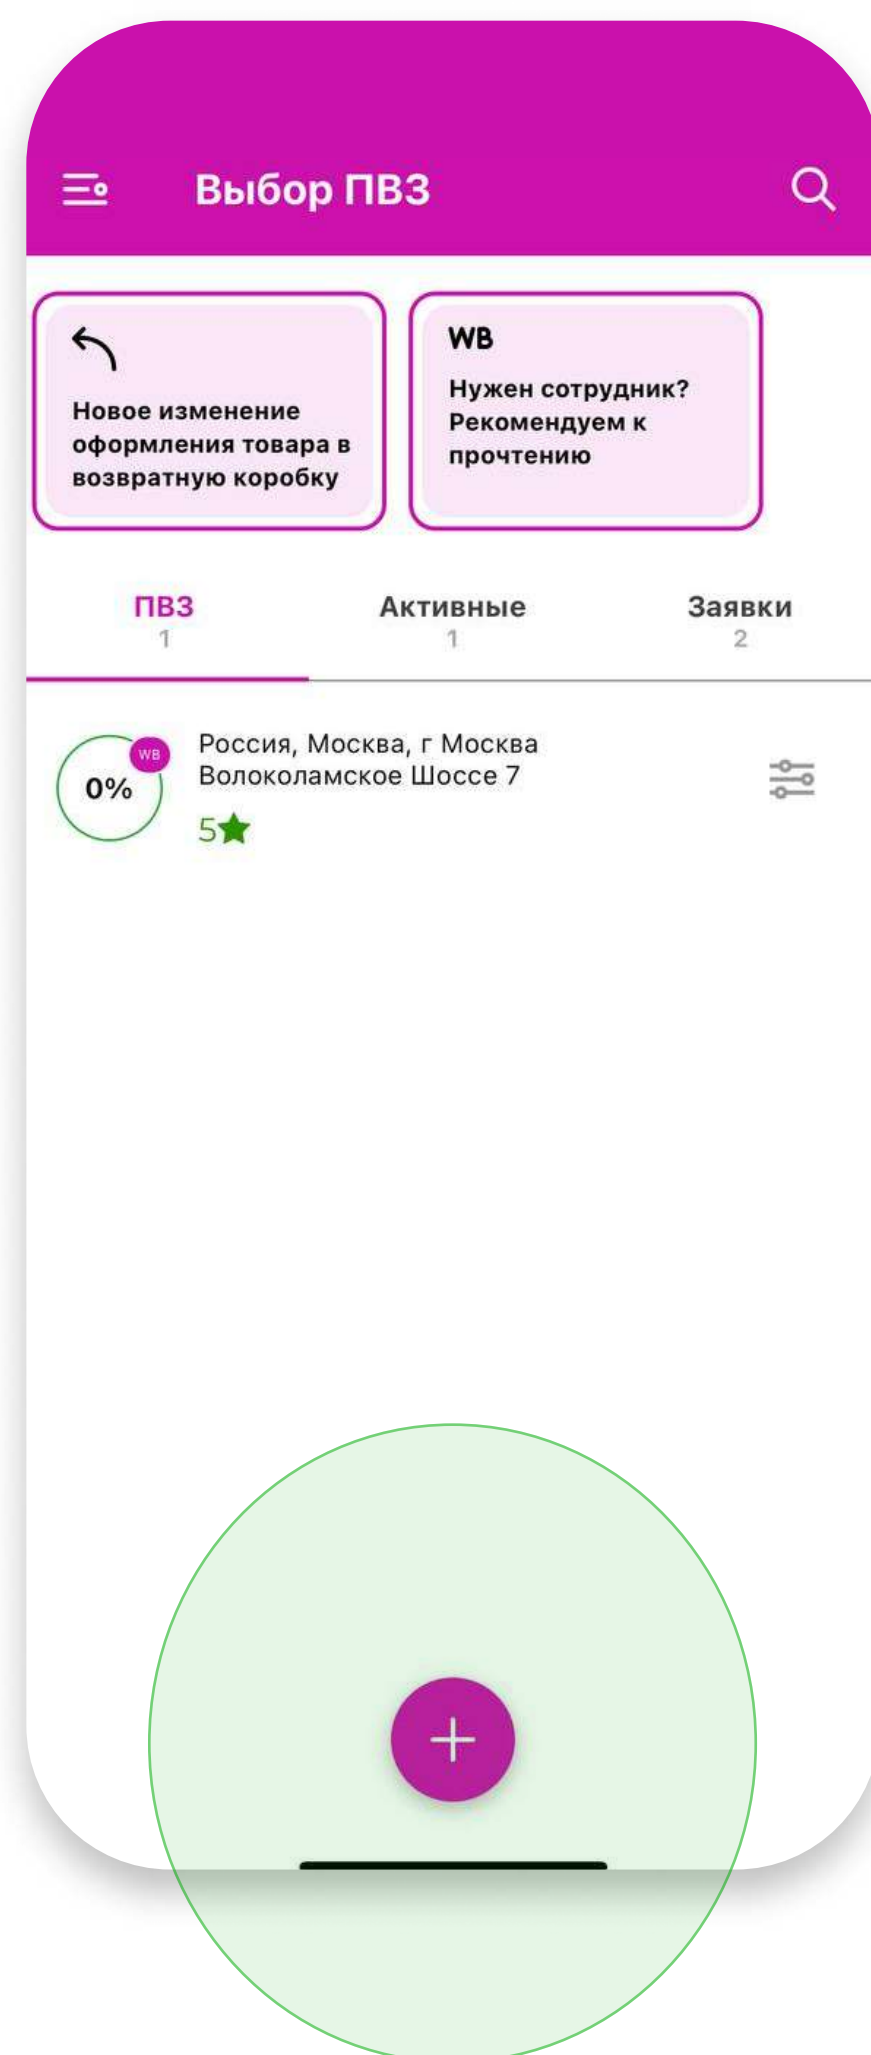 Выбор ПВЗ
Новое изменение
оформления товара в
возвратную коробку
WB
Нужен сотрудник?
Рекомендуем к
прочтению
ПВЗ
1
Активные
1
Заявки
2
0%
WB
Россия, Москва, г Москва
Волоколамское Шоссе 7
5